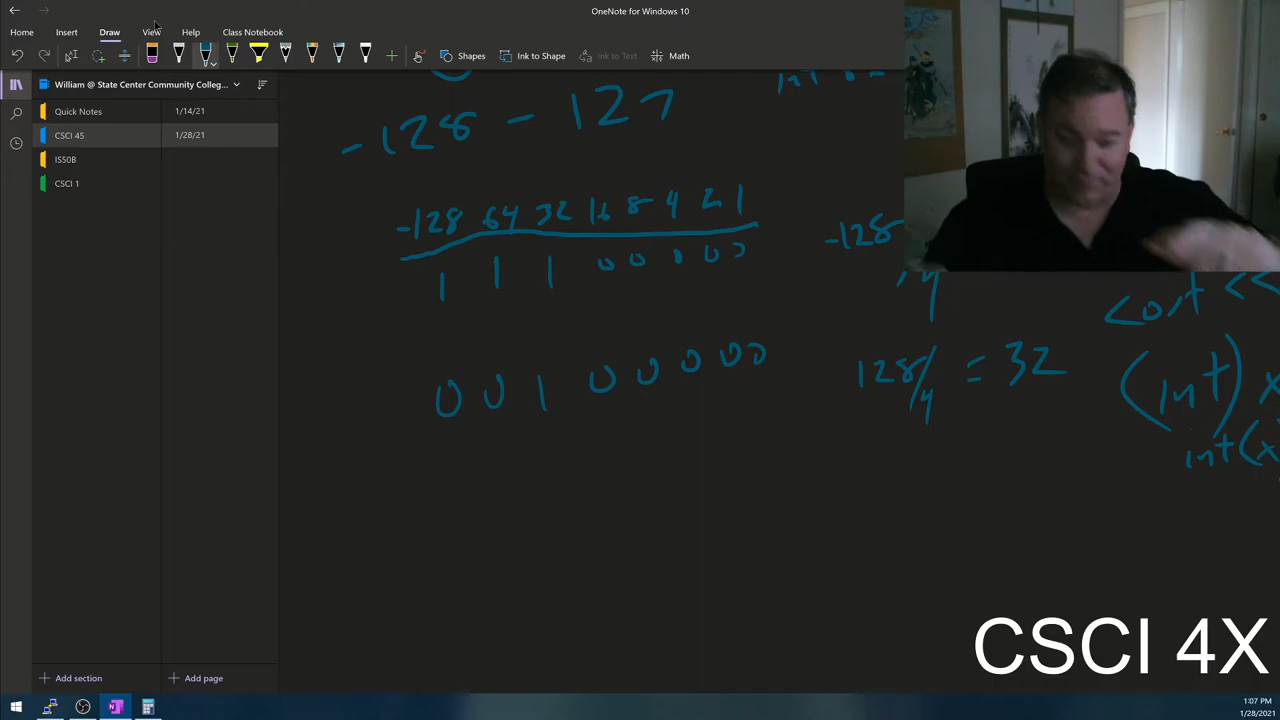 OneNote for Windows 10
Home Insert Draw View Help Class Notebook
Shapes Ink to Shape Ink to Text Math
William @ State Center Community Colleg...
Quick Notes 1/14/21
CSCI 45 1/28/21
IS50B
CSCI 1
-128 - 127
-128 64 32 16 8 4 2 1
1 1 1 0 0 0 0 0
0 0 1 0 0 0 0 0
-128
128/4 = 32
cout <<
(int) x
int(x
CSCI 4X
Add section Add page
1:07 PM
1/28/2021